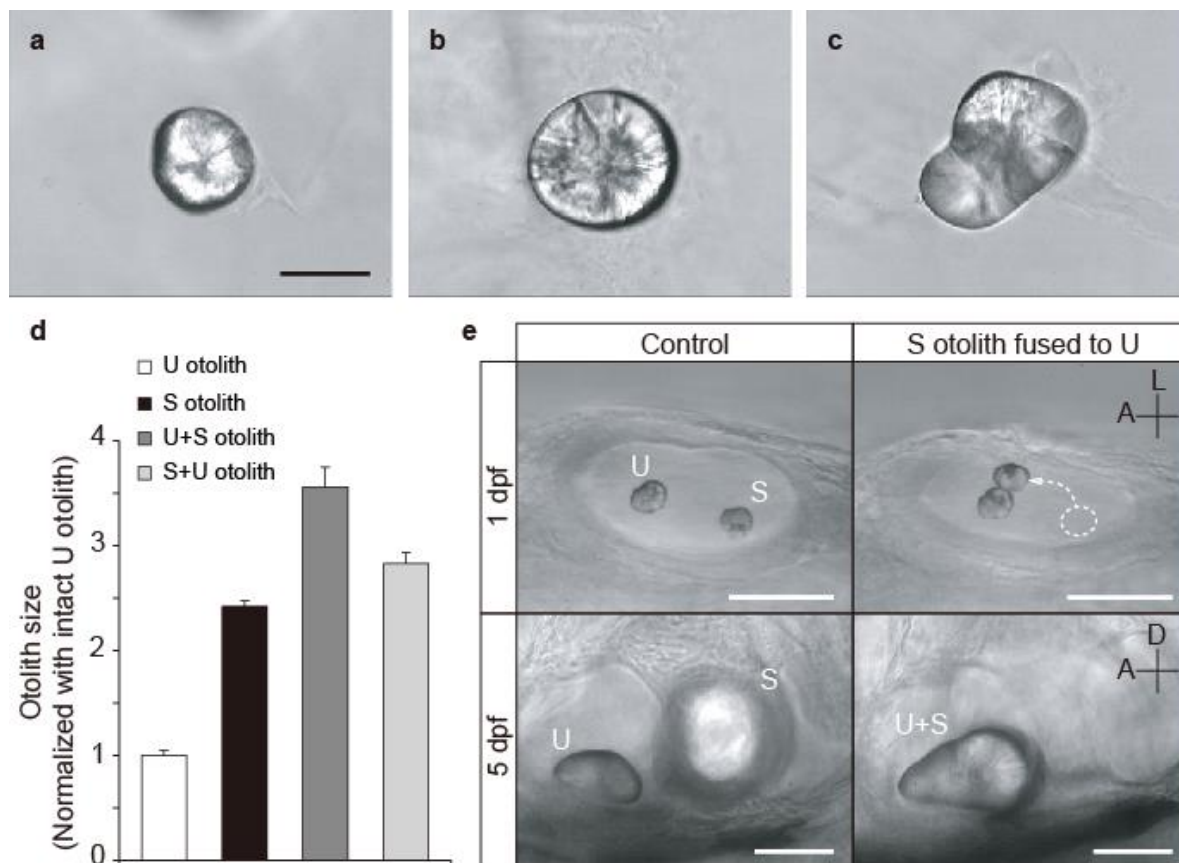 a
b
c
d
U otolith
S otolith
U+S otolith
S+U otolith
Otolith size
(Normalized with intact U otolith)
4
3
2
1
0
e
Control
S otolith fused to U
1 dpf
U
S
L
A
5 dpf
U
S
U+S
D
A